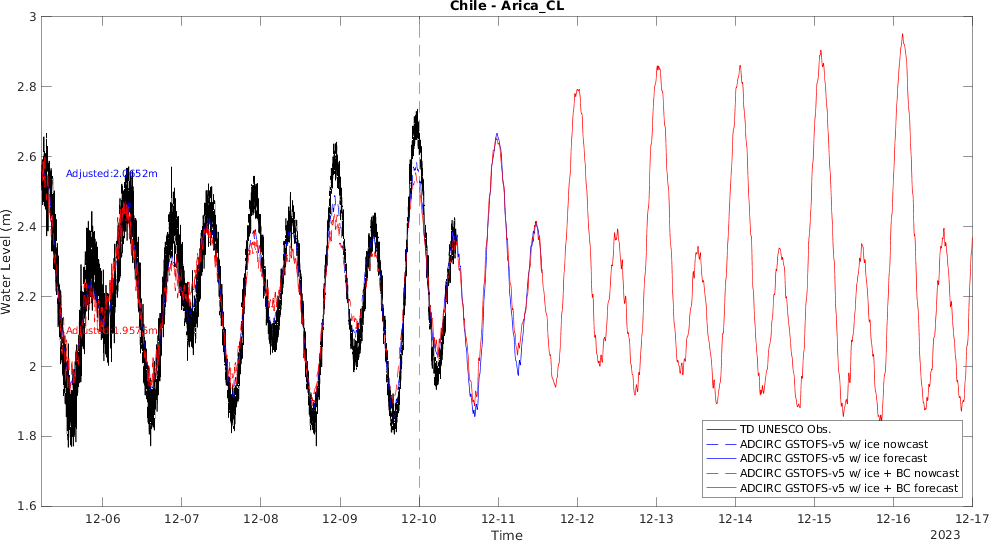 Chile - Arica_CL
Water Level (m)
3
2.8
2.6
2.4
2.2
2
1.8
1.6
Adjusted:2.0652m
Adjusted:1.9575m
12-06
12-07
12-08
12-09
12-10
12-11
12-12
12-13
12-14
12-15
12-16
12-17
Time
2023
TD UNESCO Obs.
ADCIRC GSTOFS-v5 w/ ice nowcast
ADCIRC GSTOFS-v5 w/ ice forecast
ADCIRC GSTOFS-v5 w/ ice + BC nowcast
ADCIRC GSTOFS-v5 w/ ice + BC forecast